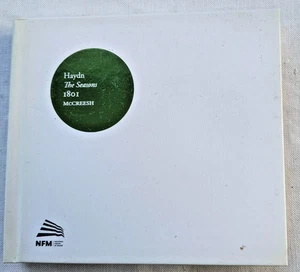 Haydn
The Seasons
1801
McCREESH
NFM